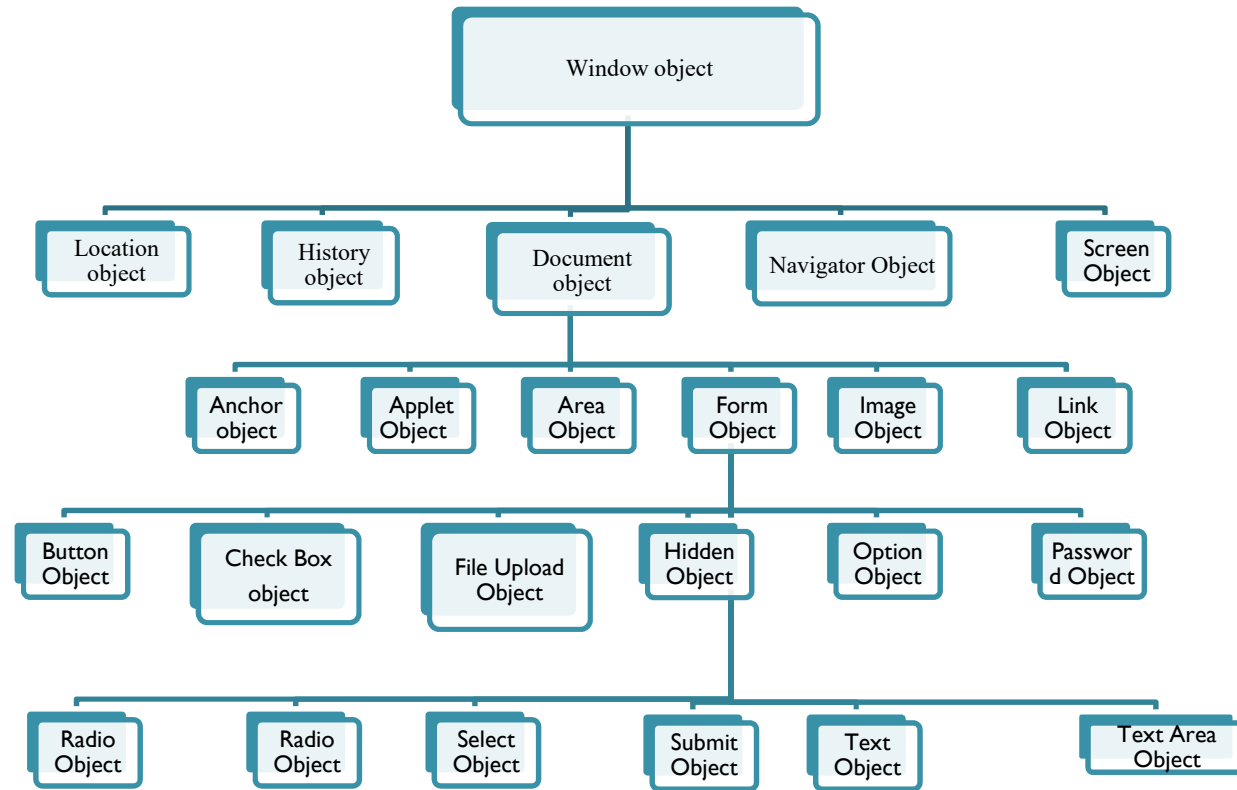 Window object
Location
object
History
object
Document
object
Navigator Object
Screen
Object
Anchor
object
Applet
Object
Area
Object
Form
Object
Image
Object
Link
Object
Button
Object
Check Box
object
File Upload
Object
Hidden
Object
Option
Object
Passwor
d Object
Radio
Object
Radio
Object
Select
Object
Submit
Object
Text
Object
Text Area
Object